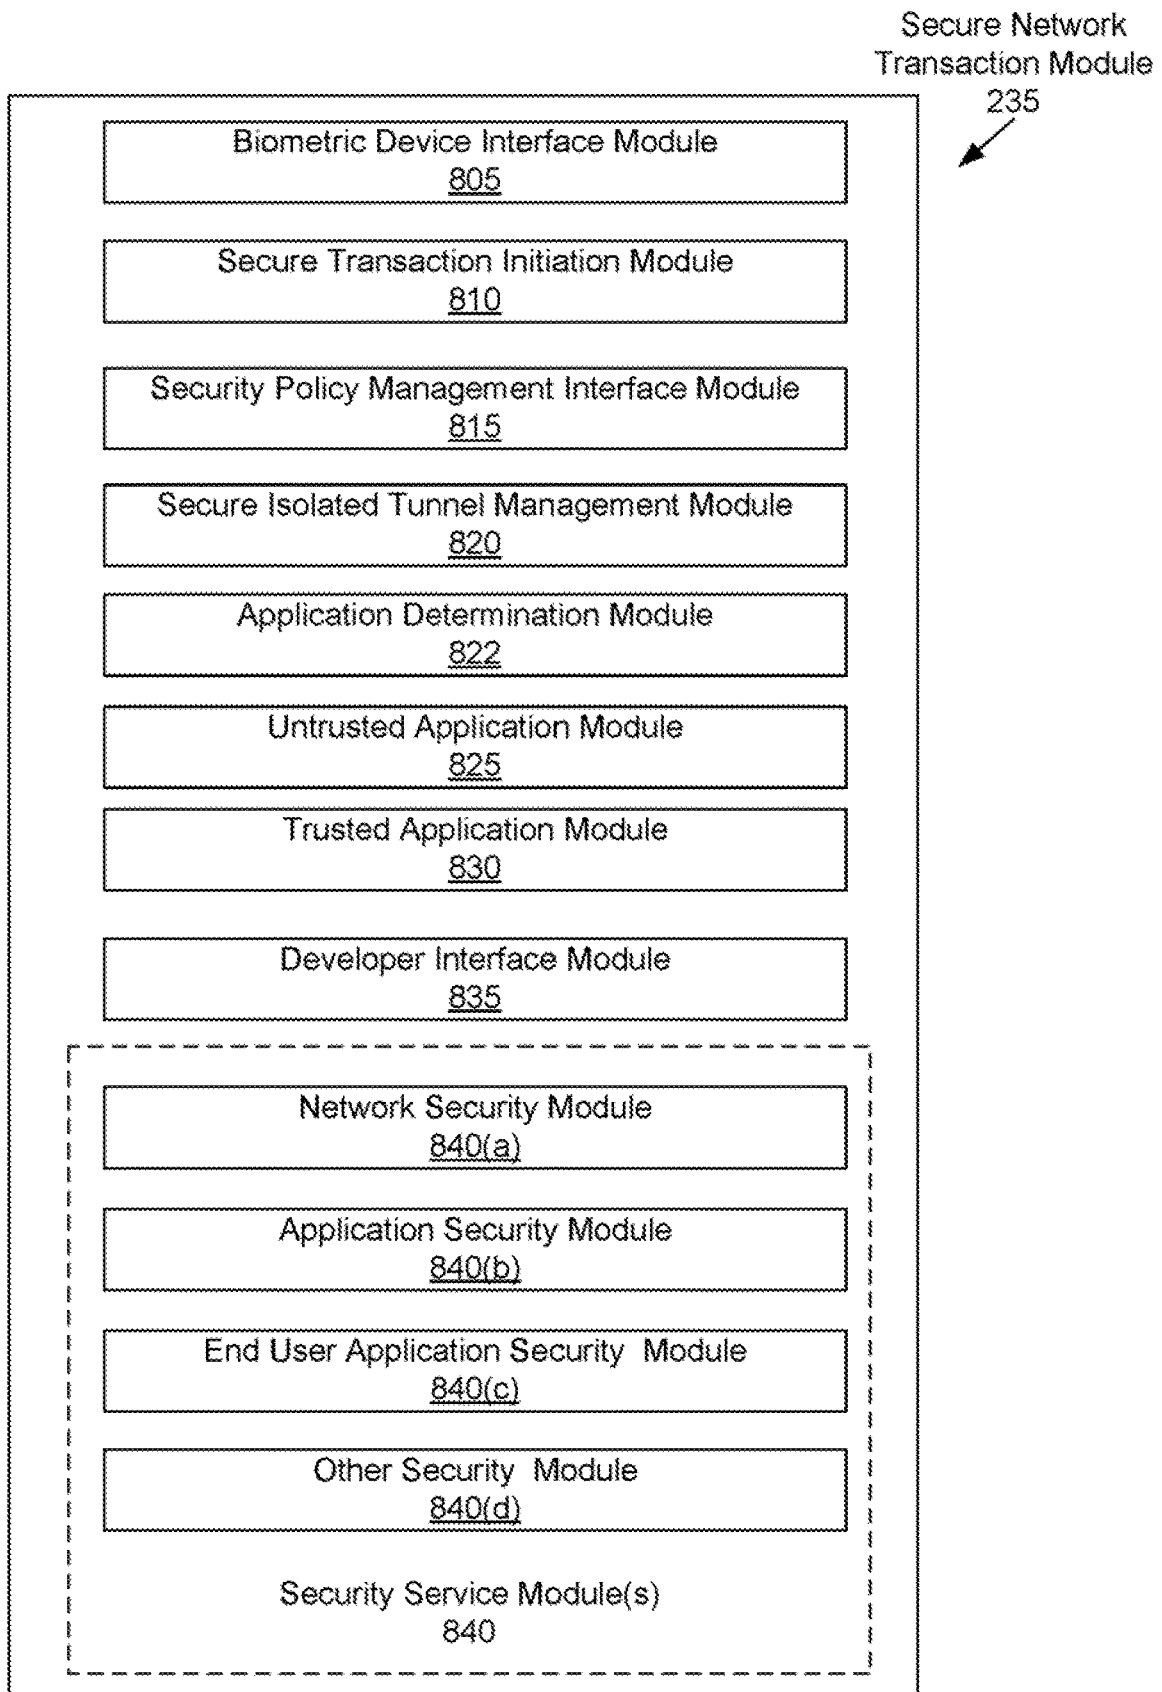 Secure Network
Transaction Module
235
Biometric Device Interface Module
805
Secure Transaction Initiation Module
810
Security Policy Management Interface Module
815
Secure Isolated Tunnel Management Module
820
Application Determination Module
822
Untrusted Application Module
825
Trusted Application Module
830
Developer Interface Module
835
Network Security Module
840(a)
Application Security Module
840(b)
End User Application Security Module
840(c)
Other Security Module
840(d)
Security Service Module(s)
840